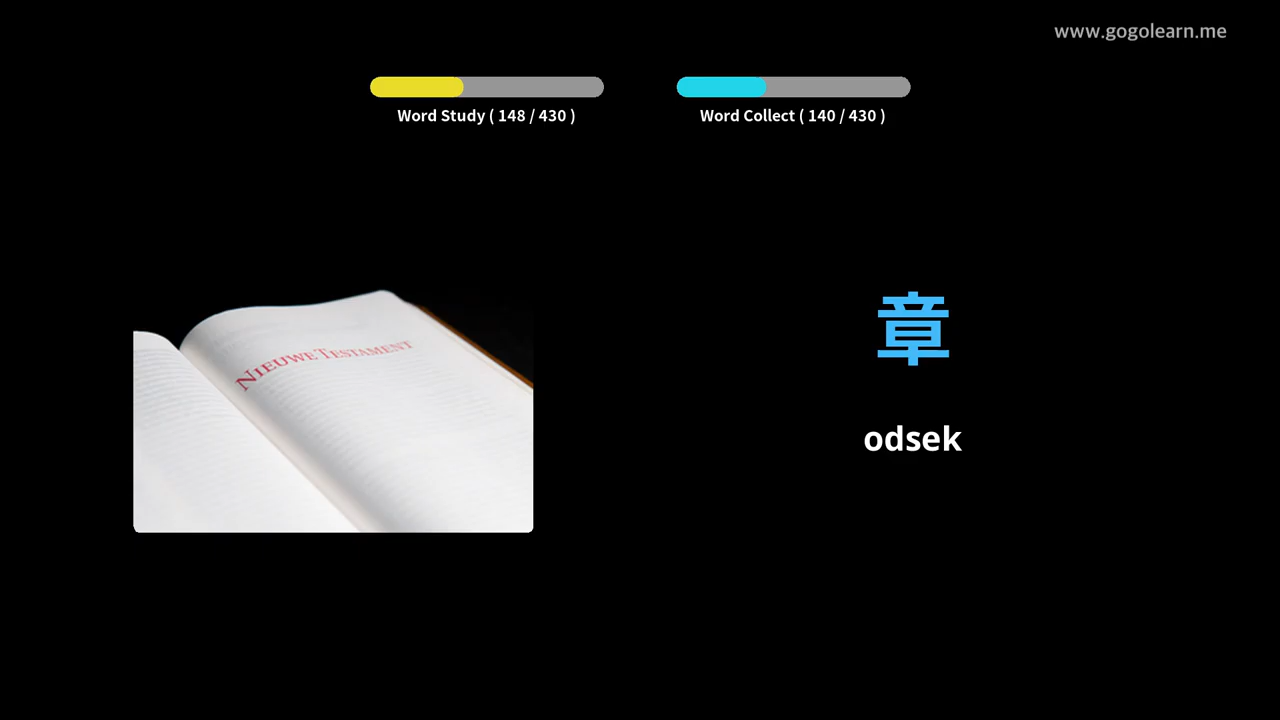 www.gogolearn.me
Word Study ( 148 / 430 )
Word Collect ( 140 / 430 )
NIEUWE TESTAMENT
章
odsek